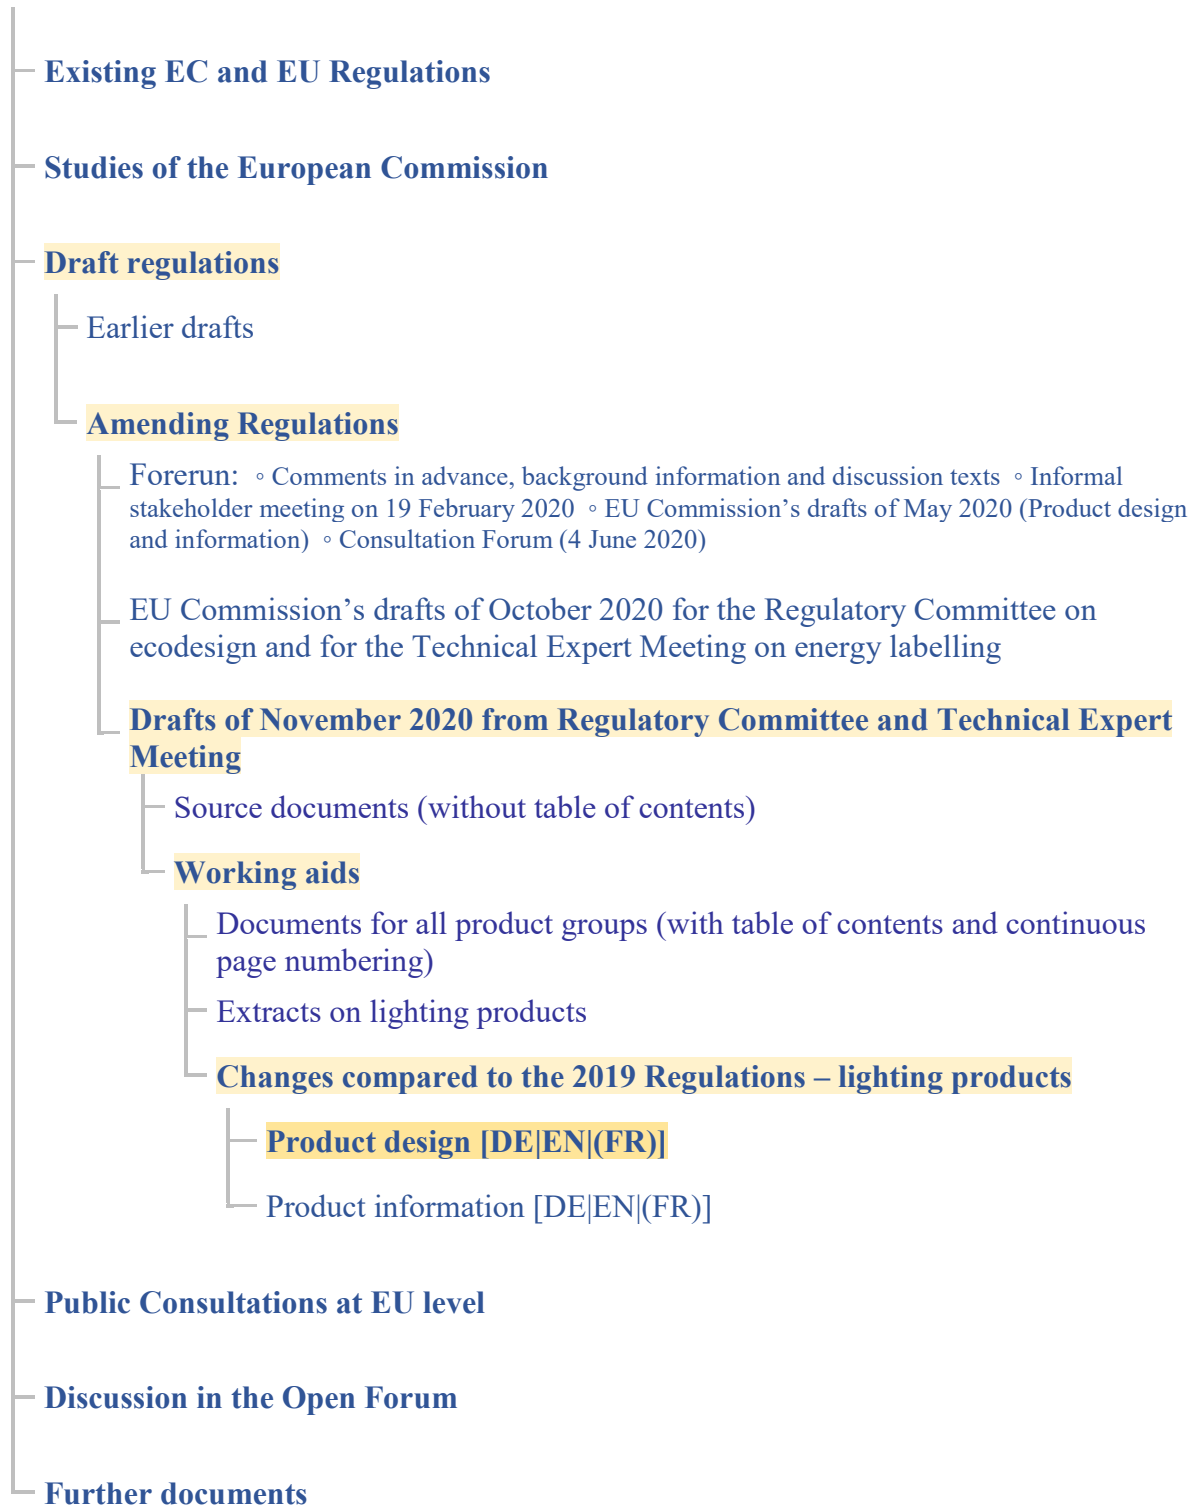 Existing EC and EU Regulations
Studies of the European Commission
Draft regulations
Earlier drafts
Amending Regulations
Forerun: ◦ Comments in advance, background information and discussion texts ◦ Informal
stakeholder meeting on 19 February 2020 ◦ EU Commission’s drafts of May 2020 (Product design
and information) ◦ Consultation Forum (4 June 2020)
EU Commission’s drafts of October 2020 for the Regulatory Committee on
ecodesign and for the Technical Expert Meeting on energy labelling
Drafts of November 2020 from Regulatory Committee and Technical Expert
Meeting
Source documents (without table of contents)
Working aids
Documents for all product groups (with table of contents and continuous
page numbering)
Extracts on lighting products
Changes compared to the 2019 Regulations – lighting products
Product design [DE|EN|(FR)]
Product information [DE|EN|(FR)]
Public Consultations at EU level
Discussion in the Open Forum
Further documents